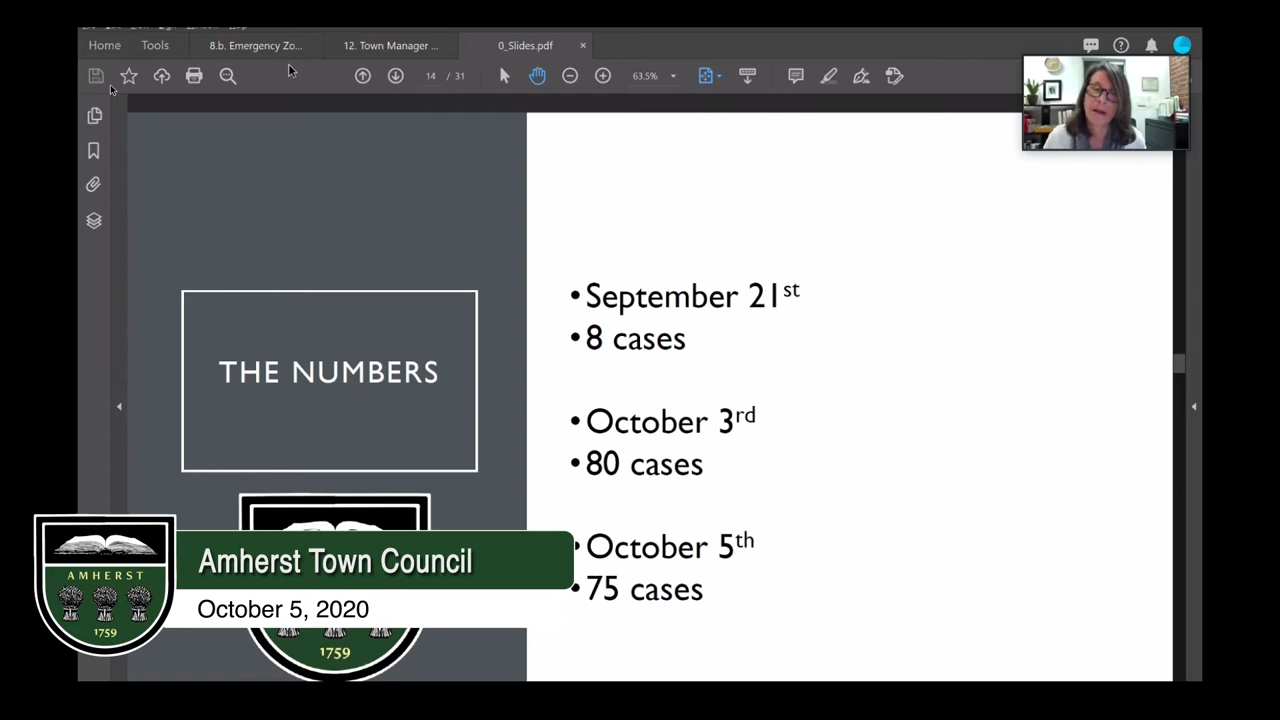 Home Tools 8.b. Emergency Zo... 12. Town Manager ... 0_Slides.pdf ×
14 / 31 63.5%
THE NUMBERS
•September 21st
•8 cases
•October 3rd
•80 cases
•October 5th
•75 cases
AMHERST
1759
Amherst Town Council
October 5, 2020
1759